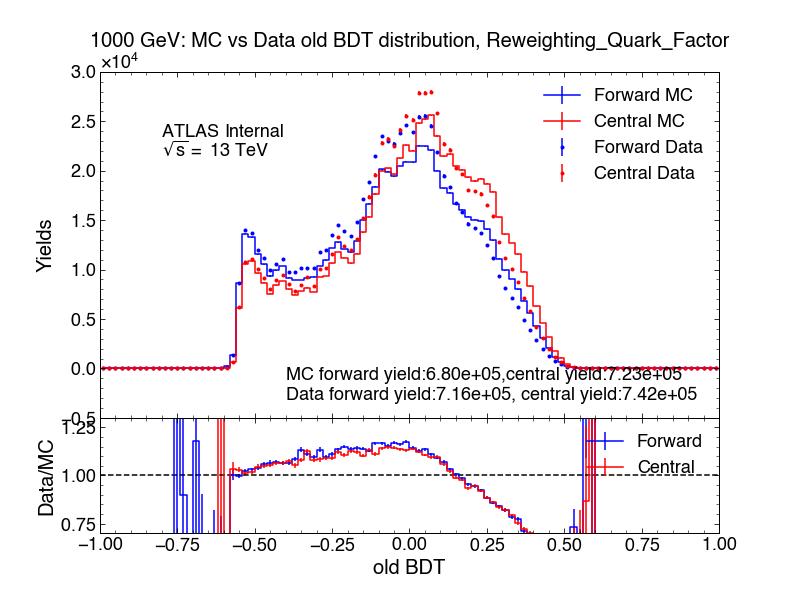 1000 GeV: MC vs Data old BDT distribution, Reweighting_Quark_Factor
×10⁴
3.0
2.5
2.0
1.5
1.0
0.5
0.0
−0.5
Yields
ATLAS Internal
√s = 13 TeV
Forward MC
Central MC
Forward Data
Central Data
MC forward yield:6.80e+05,central yield:7.23e+05
Data forward yield:7.16e+05, central yield:7.42e+05
1.25
1.00
0.75
Data/MC
Forward
Central
−1.00 −0.75 −0.50 −0.25 0.00 0.25 0.50 0.75 1.00
old BDT